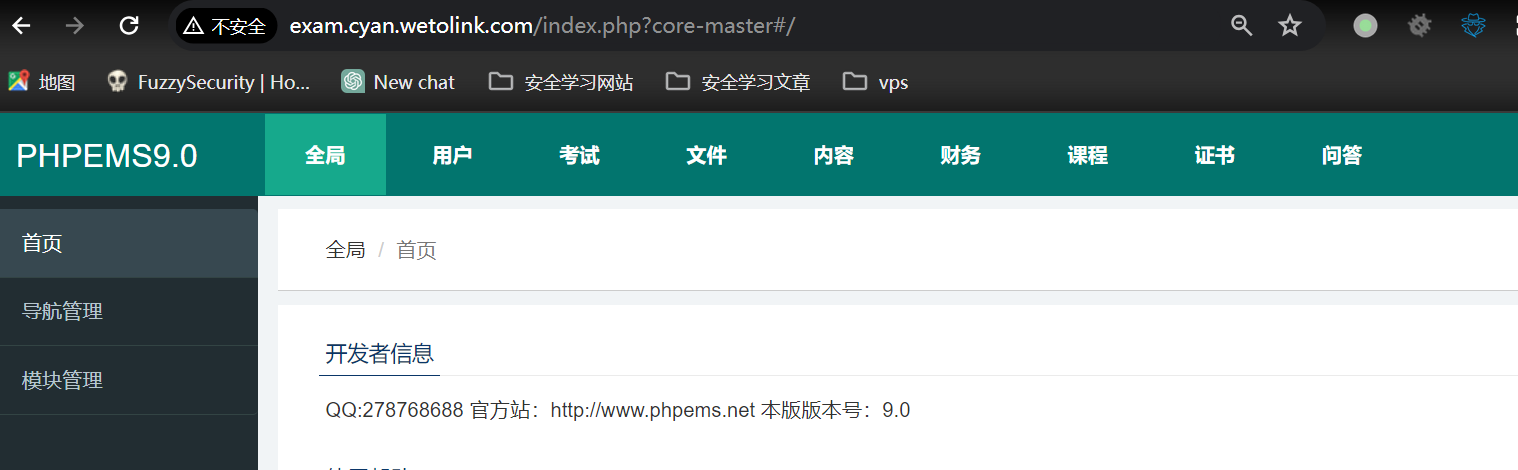 不安全 exam.cyan.wetolink.com/index.php?core-master#/
地图 FuzzySecurity | Ho... New chat 安全学习网站 安全学习文章 vps
PHPEMS9.0 全局 用户 考试 文件 内容 财务 课程 证书 问答
首页
全局 / 首页
导航管理
开发者信息
模块管理
QQ:278768688 官方站：http://www.phpems.net 本版版本号：9.0